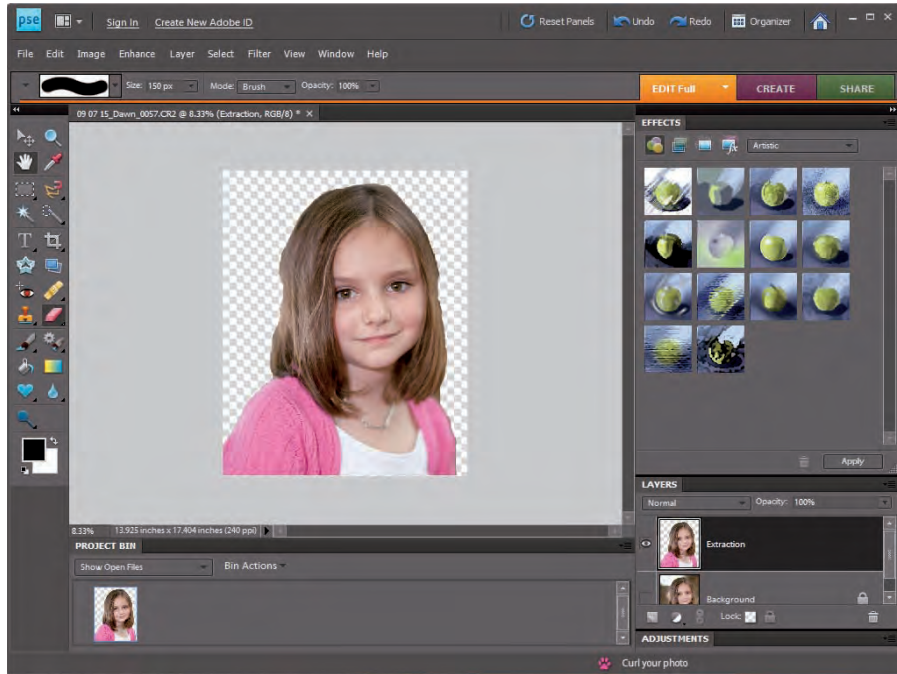 pse Sign In Create New Adobe ID Reset Panels Undo Redo Organizer
File Edit Image Enhance Layer Select Filter View Window Help
Size: 150 px Mode: Brush Opacity: 100% EDIT Full CREATE SHARE
09 07 15_Dawn_0057.CR2 @ 8.33% (Extraction, RGB/8) * ×
EFFECTS
fx Artistic
T
Apply
LAYERS
Normal Opacity: 100%
Extraction
8.33% 13.925 inches x 17.404 inches (240 ppi)
PROJECT BIN
Show Open Files Bin Actions
Background
Lock:
ADJUSTMENTS
Curl your photo